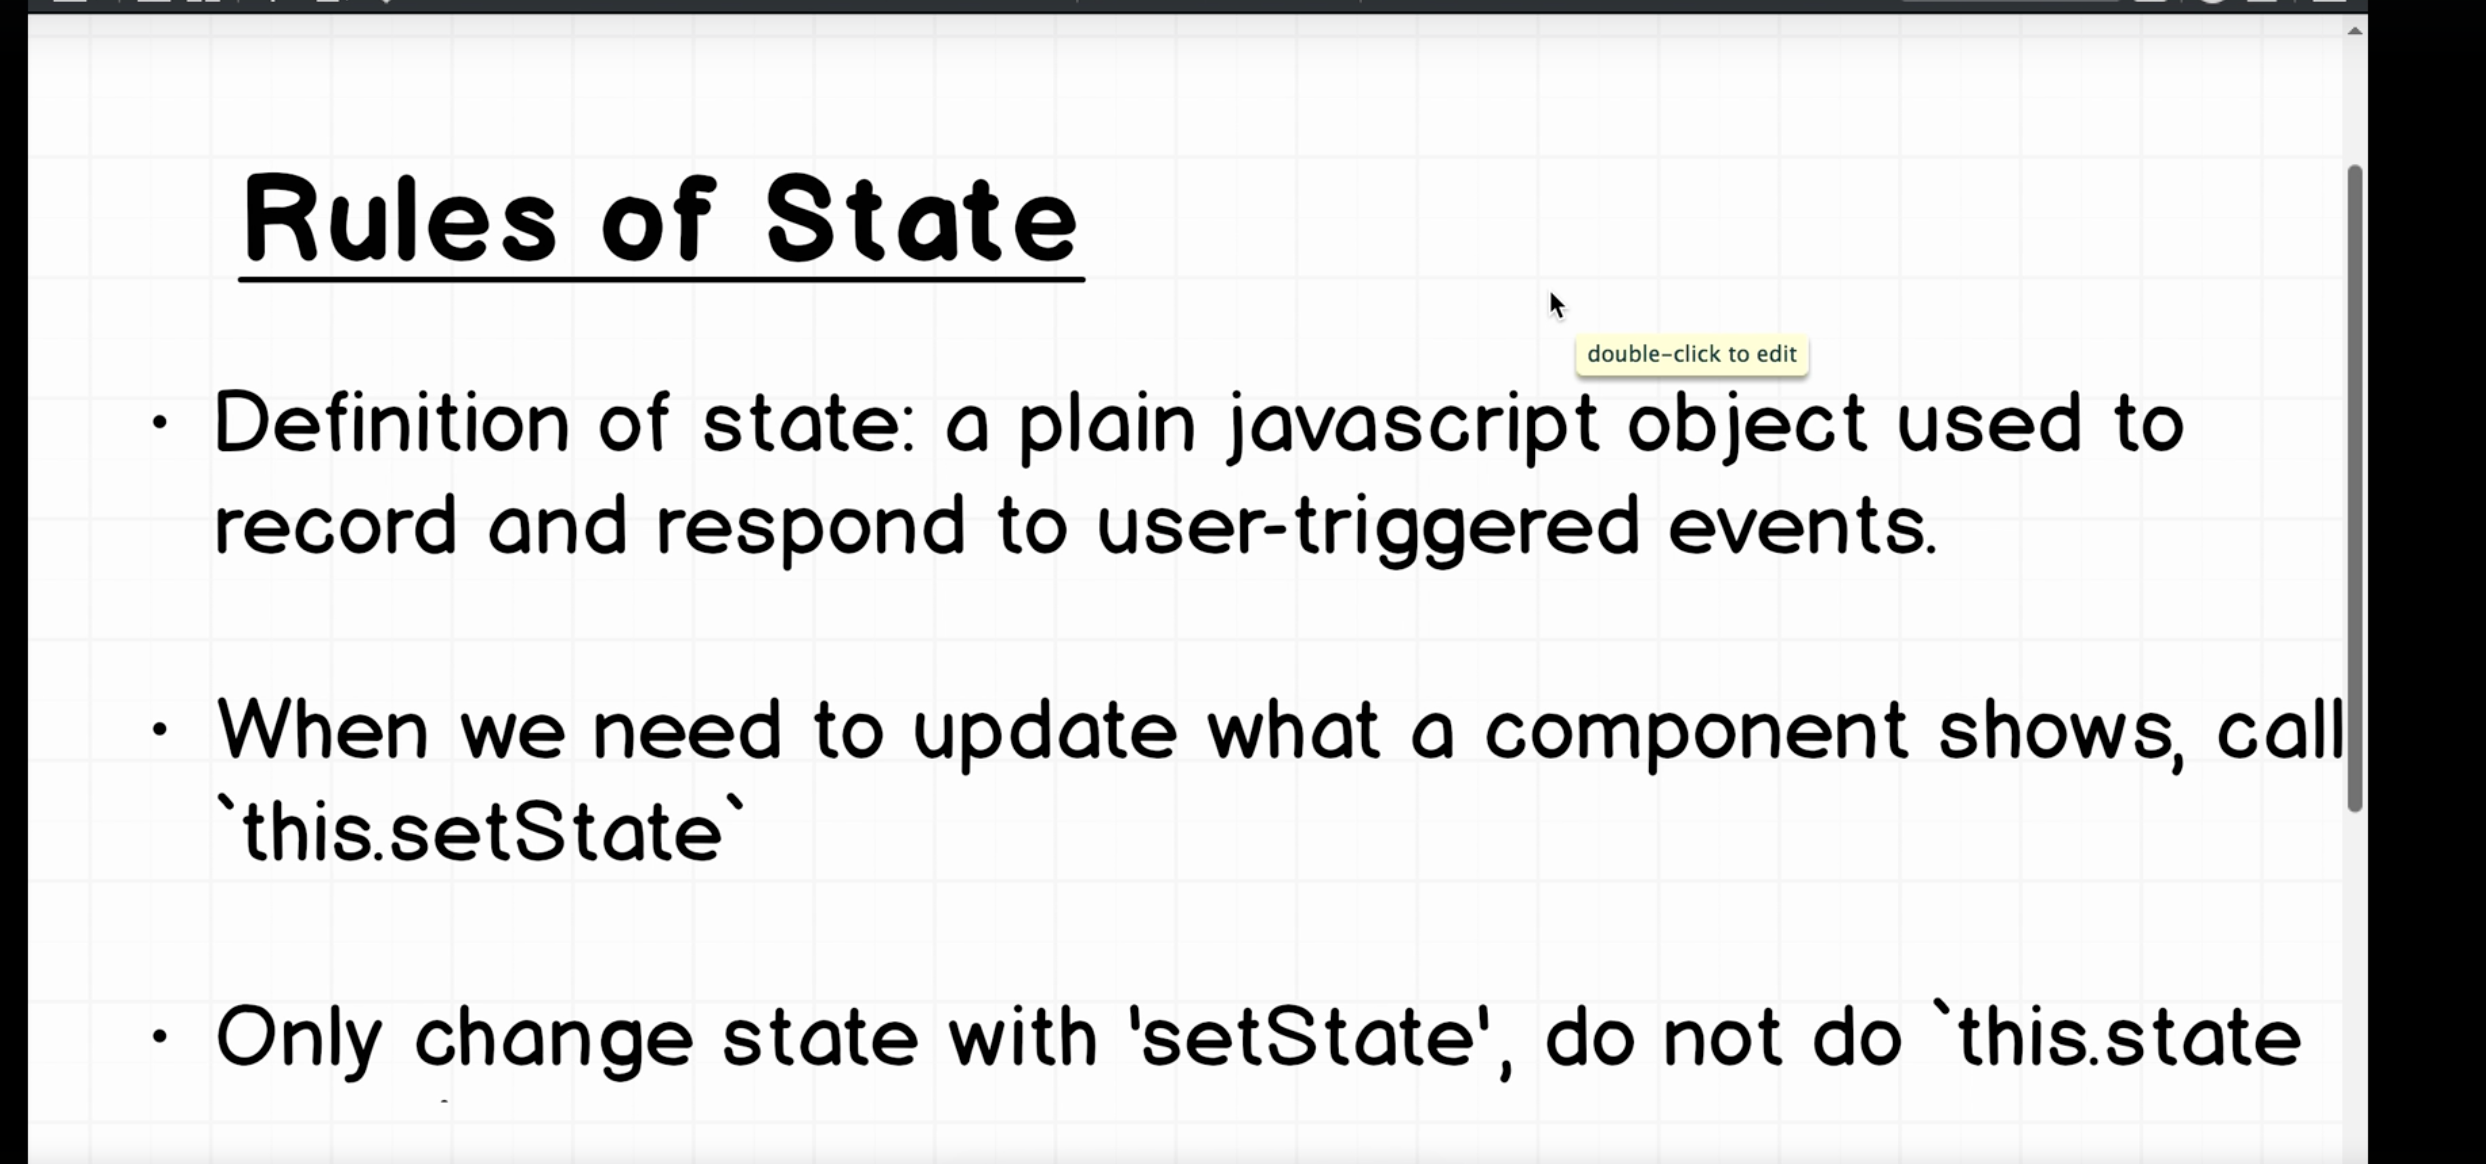 Rules of State
double-click to edit
• Definition of state: a plain javascript object used to
record and respond to user-triggered events.
• When we need to update what a component shows, call
`this.setState`
• Only change state with 'setState', do not do `this.state